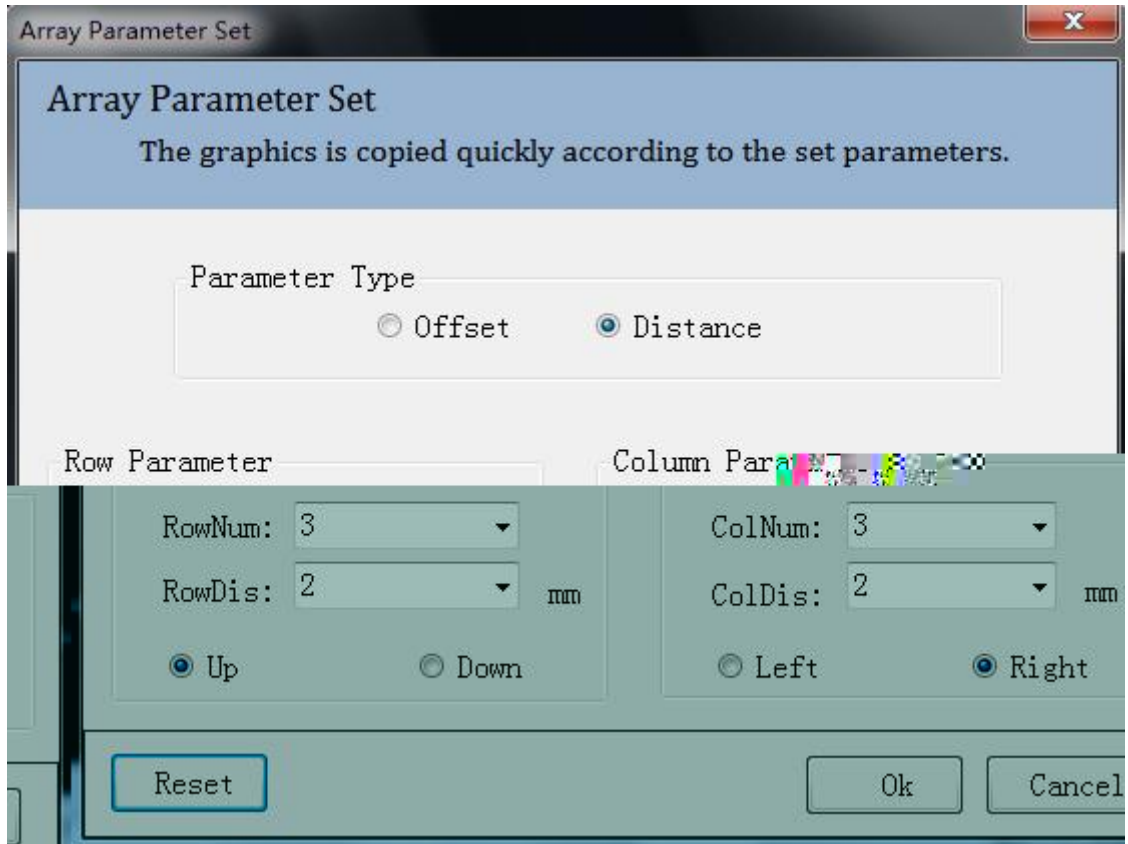 Array Parameter Set
Array Parameter Set
The graphics is copied quickly according to the set parameters.
Parameter Type
Offset Distance
Row Parameter Column
RowNum: 3 ColNum: 3
RowDis: 2 mm ColDis: 2 mm
Up Down Left Right
Reset Ok Cancel